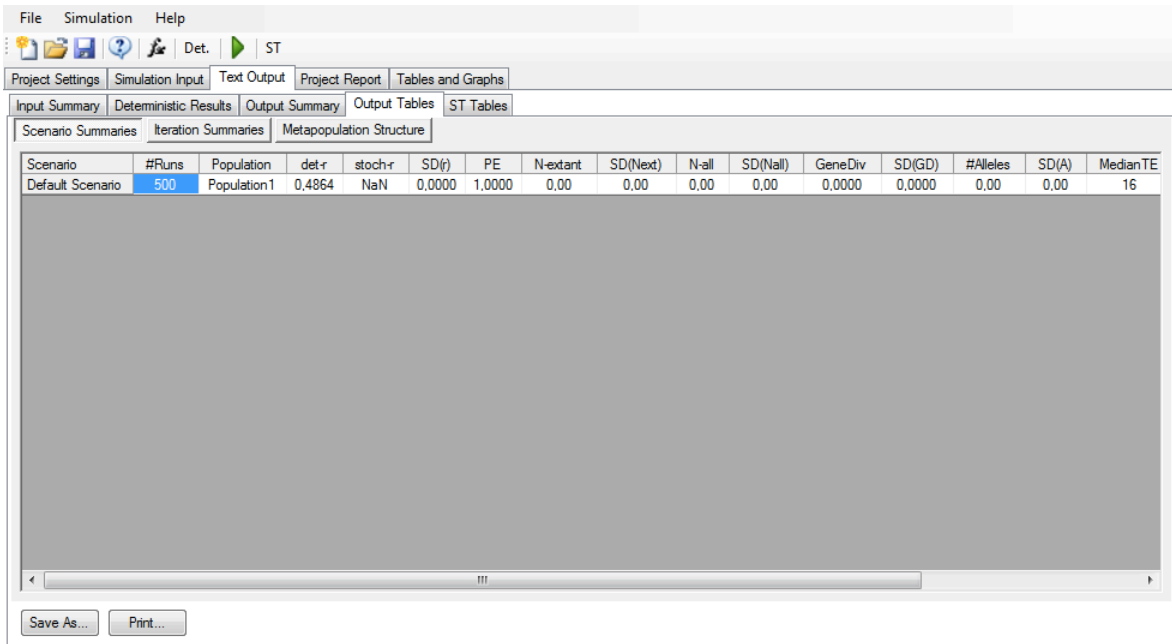 File Simulation Help
Det. ST
Project Settings Simulation Input Text Output Project Report Tables and Graphs
Input Summary Deterministic Results Output Summary Output Tables ST Tables
Scenario Summaries Iteration Summaries Metapopulation Structure
Scenario #Runs Population det-r stoch-r SD(r) PE N-extant SD(Next) N-all SD(Nall) GeneDiv SD(GD) #Alleles SD(A) MedianTE
Default Scenario 500 Population1 0,4864 NaN 0,0000 1,0000 0,00 0,00 0,00 0,00 0,0000 0,0000 0,00 0,00 16
Save As... Print...